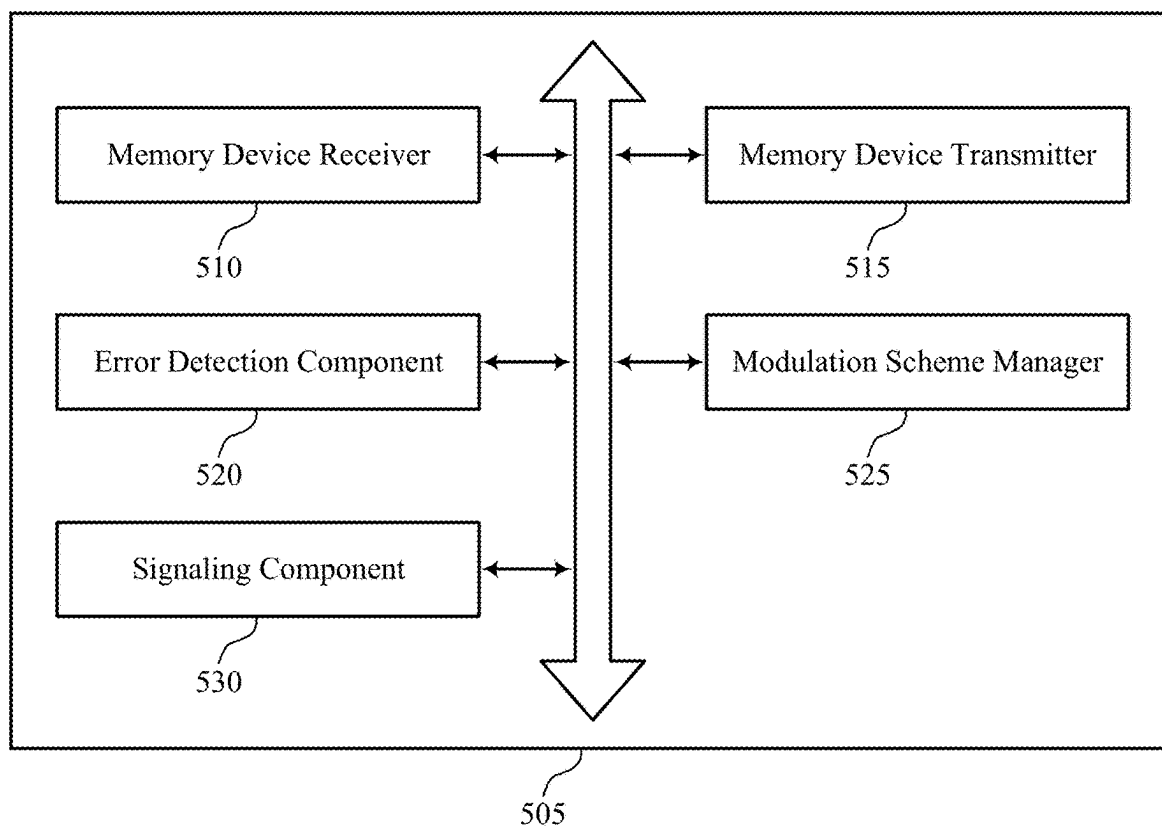 Memory Device Receiver
510
Memory Device Transmitter
515
Error Detection Component
520
Modulation Scheme Manager
525
Signaling Component
530
505